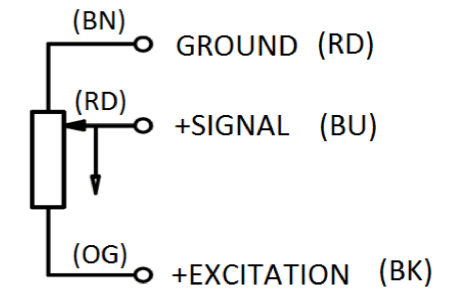 (BN)
GROUND (RD)
(RD)
+SIGNAL (BU)
(OG)
+EXCITATION (BK)